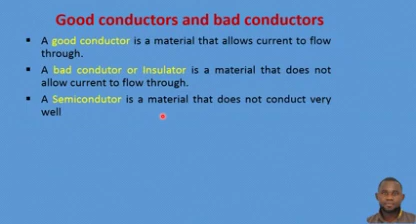 Good conductors and bad conductors
▪ A good conductor is a material that allows current to flow
through.
▪ A bad condutor or Insulator is a material that does not
allow current to flow through.
▪ A Semicondutor is a material that does not conduct very
well